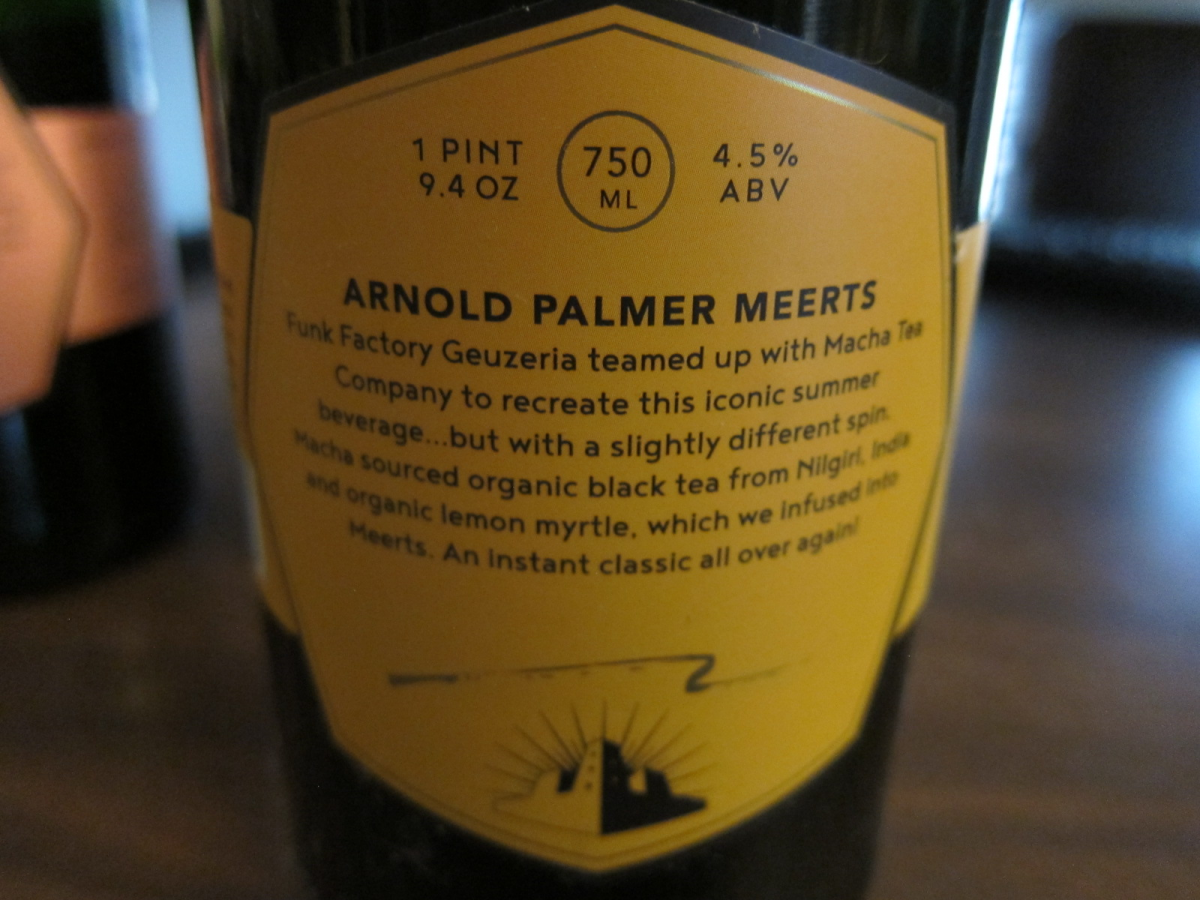 1 PINT 750 4.5%
9.4 OZ ML ABV
ARNOLD PALMER MEERTS
Funk Factory Geuzeria teamed up with Macha Tea
Company to recreate this iconic summer
beverage...but with a slightly different spin.
Macha sourced organic black tea from Nilgiri, India
and organic lemon myrtle, which we infused into
Meerts. An instant classic all over again!